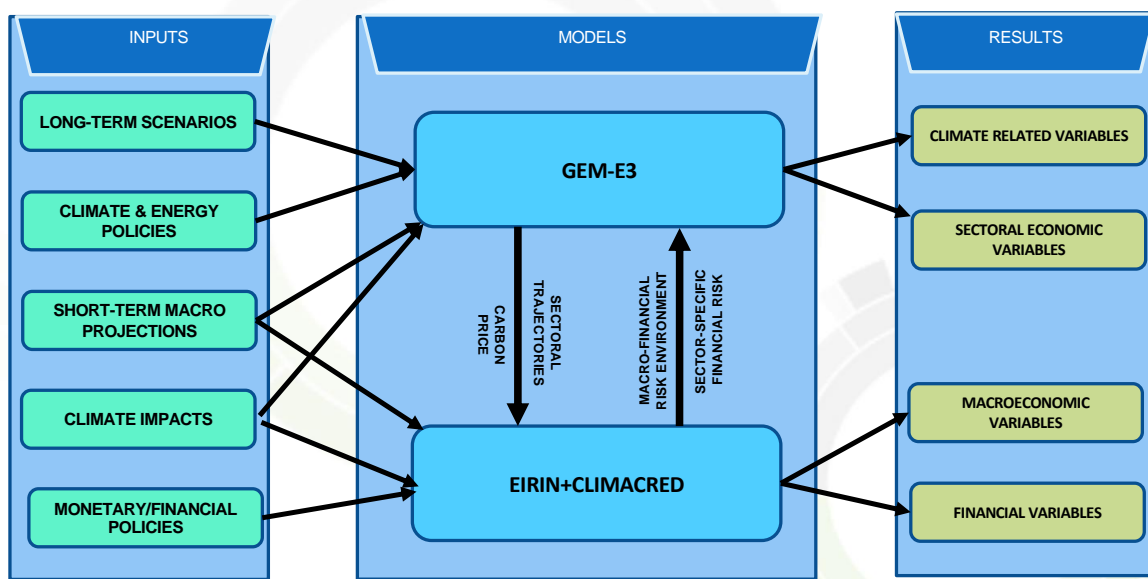 INPUTS
LONG-TERM SCENARIOS
CLIMATE & ENERGY
POLICIES
SHORT-TERM MACRO
PROJECTIONS
CLIMATE IMPACTS
MONETARY/FINANCIAL
POLICIES
MODELS
GEM-E3
SECTORAL
TRAJECTORIES
CARBON
PRICE
MACRO-FINANCIAL
RISK ENVIRONMENT
SECTOR-SPECIFIC
FINANCIAL RISK
EIRIN+CLIMACRED
RESULTS
CLIMATE RELATED VARIABLES
SECTORAL ECONOMIC
VARIABLES
MACROECONOMIC
VARIABLES
FINANCIAL VARIABLES